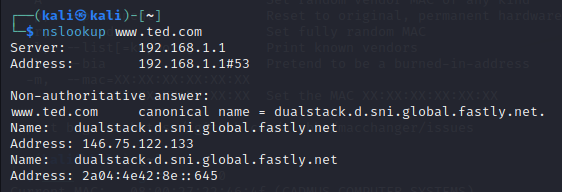 ┌──(kali㉿kali)-[~]
└─$ nslookup www.ted.com
Server:         192.168.1.1
Address:        192.168.1.1#53

Non-authoritative answer:
www.ted.com     canonical name = dualstack.d.sni.global.fastly.net.
Name:   dualstack.d.sni.global.fastly.net
Address: 146.75.122.133
Name:   dualstack.d.sni.global.fastly.net
Address: 2a04:4e42:8e::645